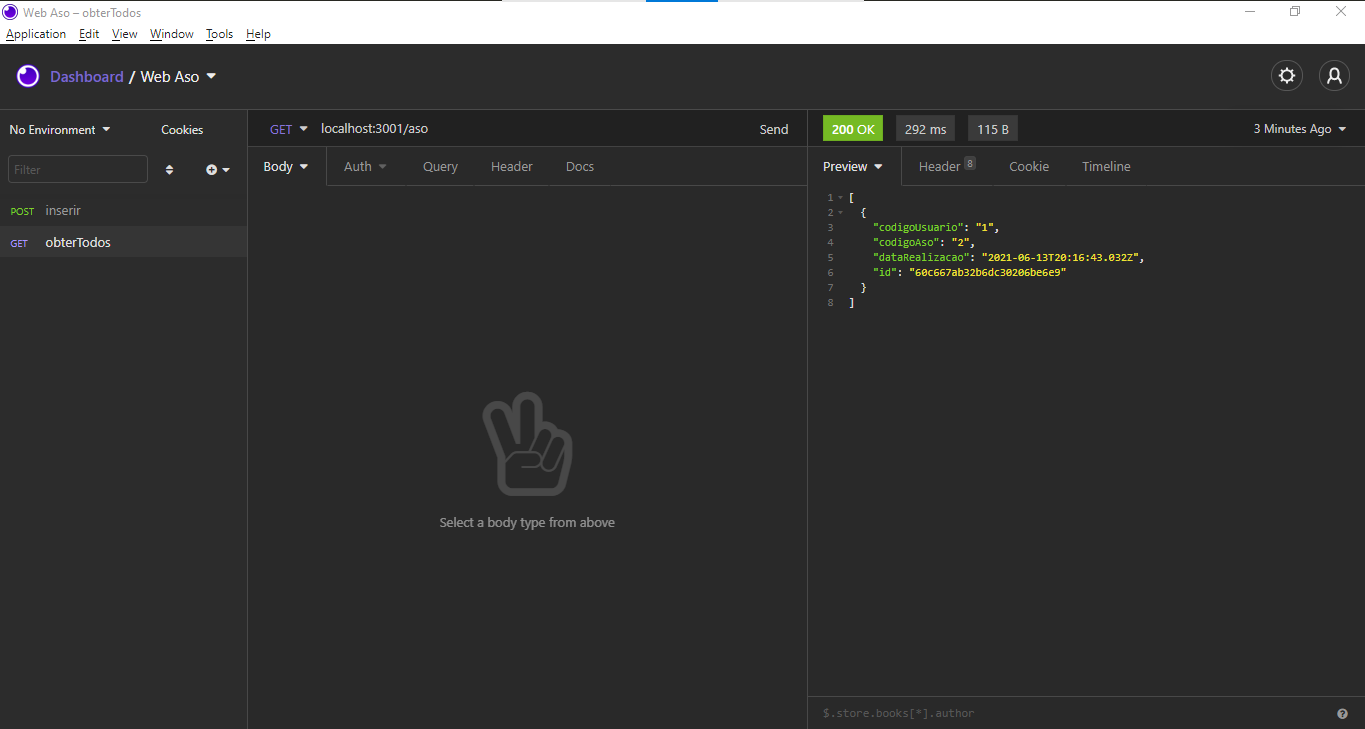 Web Aso – obterTodos
Application Edit View Window Tools Help
Dashboard / Web Aso
No Environment Cookies
Filter
POST inserir
GET obterTodos
GET localhost:3001/aso Send
Body Auth Query Header Docs
Select a body type from above
200 OK 292 ms 115 B 3 Minutes Ago
Preview Header 8 Cookie Timeline
1 [
2 {
3 "codigoUsuario": "1",
4 "codigoAso": "2",
5 "dataRealizacao": "2021-06-13T20:16:43.032Z",
6 "id": "60c667ab32b6dc30206be6e9"
7 }
8 ]
$.store.books[*].author ?